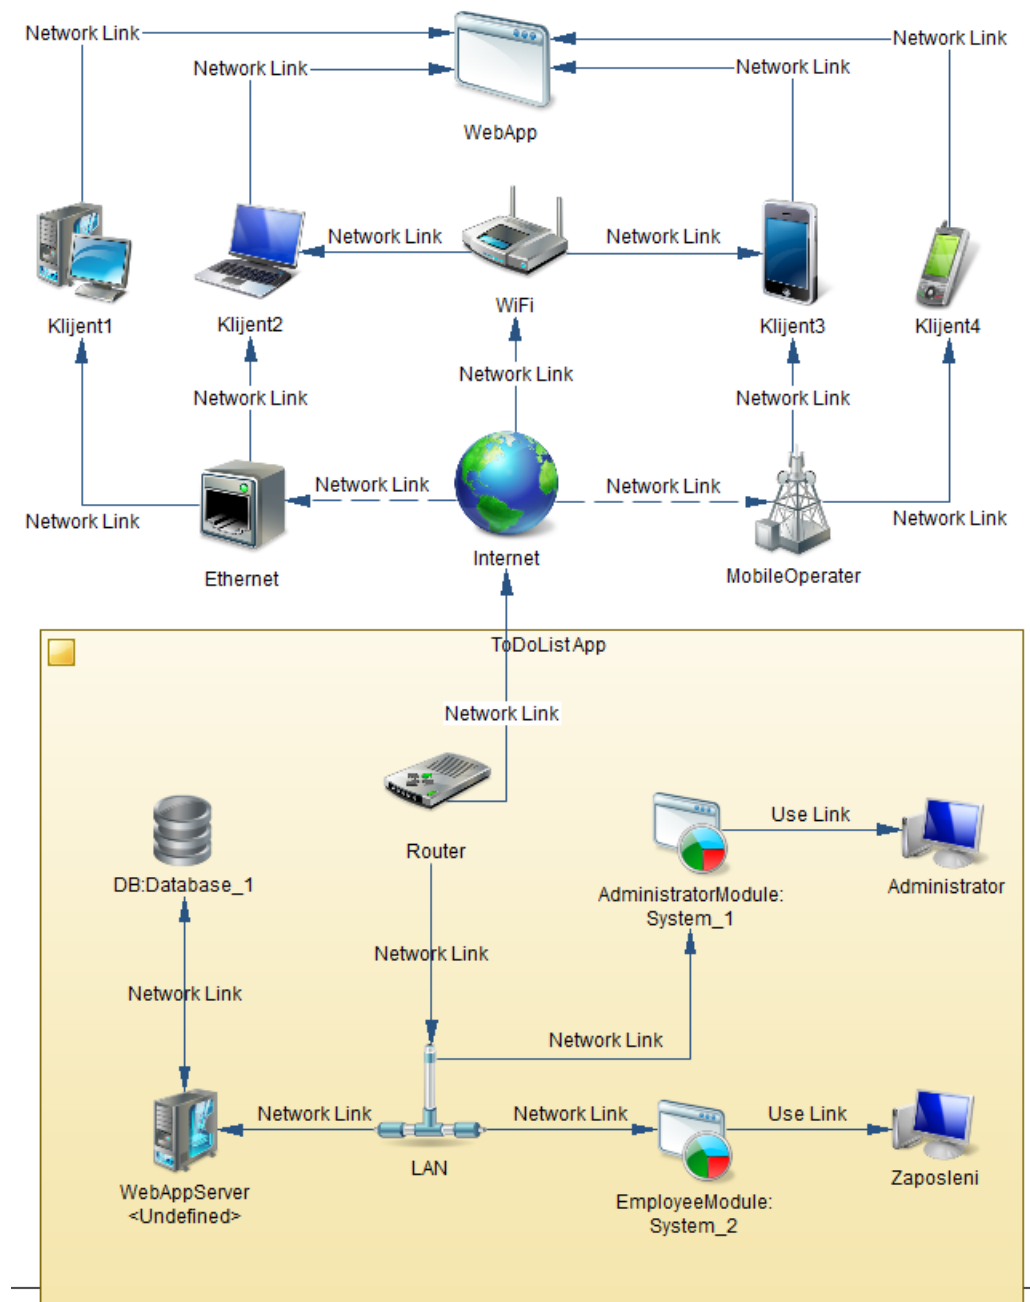 Network Link
Network Link
Network Link
Network Link
WebApp
Network Link
Network Link
WiFi
Klijent1
Klijent2
Klijent3
Klijent4
Network Link
Network Link
Network Link
Network Link
Network Link
Network Link
Network Link
Internet
Ethernet
MobileOperater
ToDoList App
Network Link
Use Link
Router
DB:Database_1
AdministratorModule:
System_1
Administrator
Network Link
Network Link
Network Link
Network Link
Network Link
Use Link
LAN
WebAppServer
<Undefined>
EmployeeModule:
System_2
Zaposleni